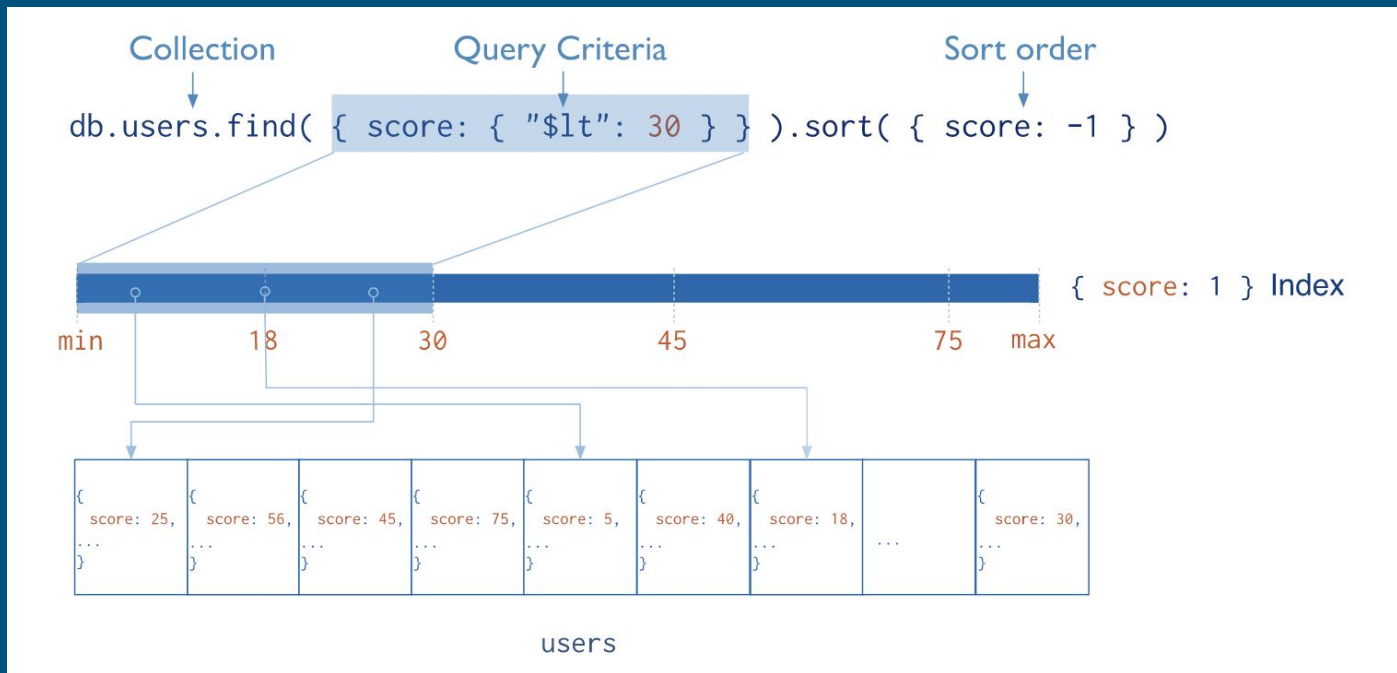 Collection Query Criteria Sort order
db.users.find( { score: { "$lt": 30 } } ).sort( { score: -1 } )
{ score: 1 } Index
min 18 30 45 75 max
{ { { { { { { {
score: 25, score: 56, score: 45, score: 75, score: 5, score: 40, score: 18, score: 30,
... ... ... ... ... ... ... ... ...
} } } } } } } }
users